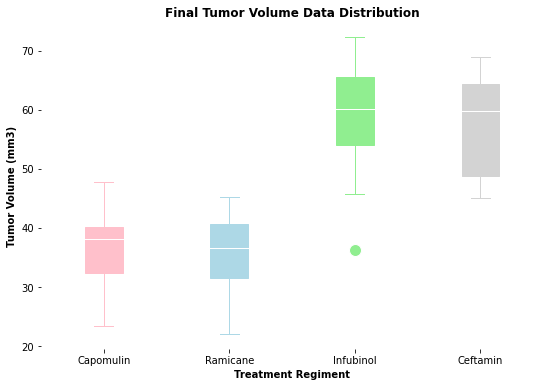 Final Tumor Volume Data Distribution
Tumor Volume (mm3)
70
60
50
40
30
20
Capomulin Ramicane Infubinol Ceftamin
Treatment Regiment